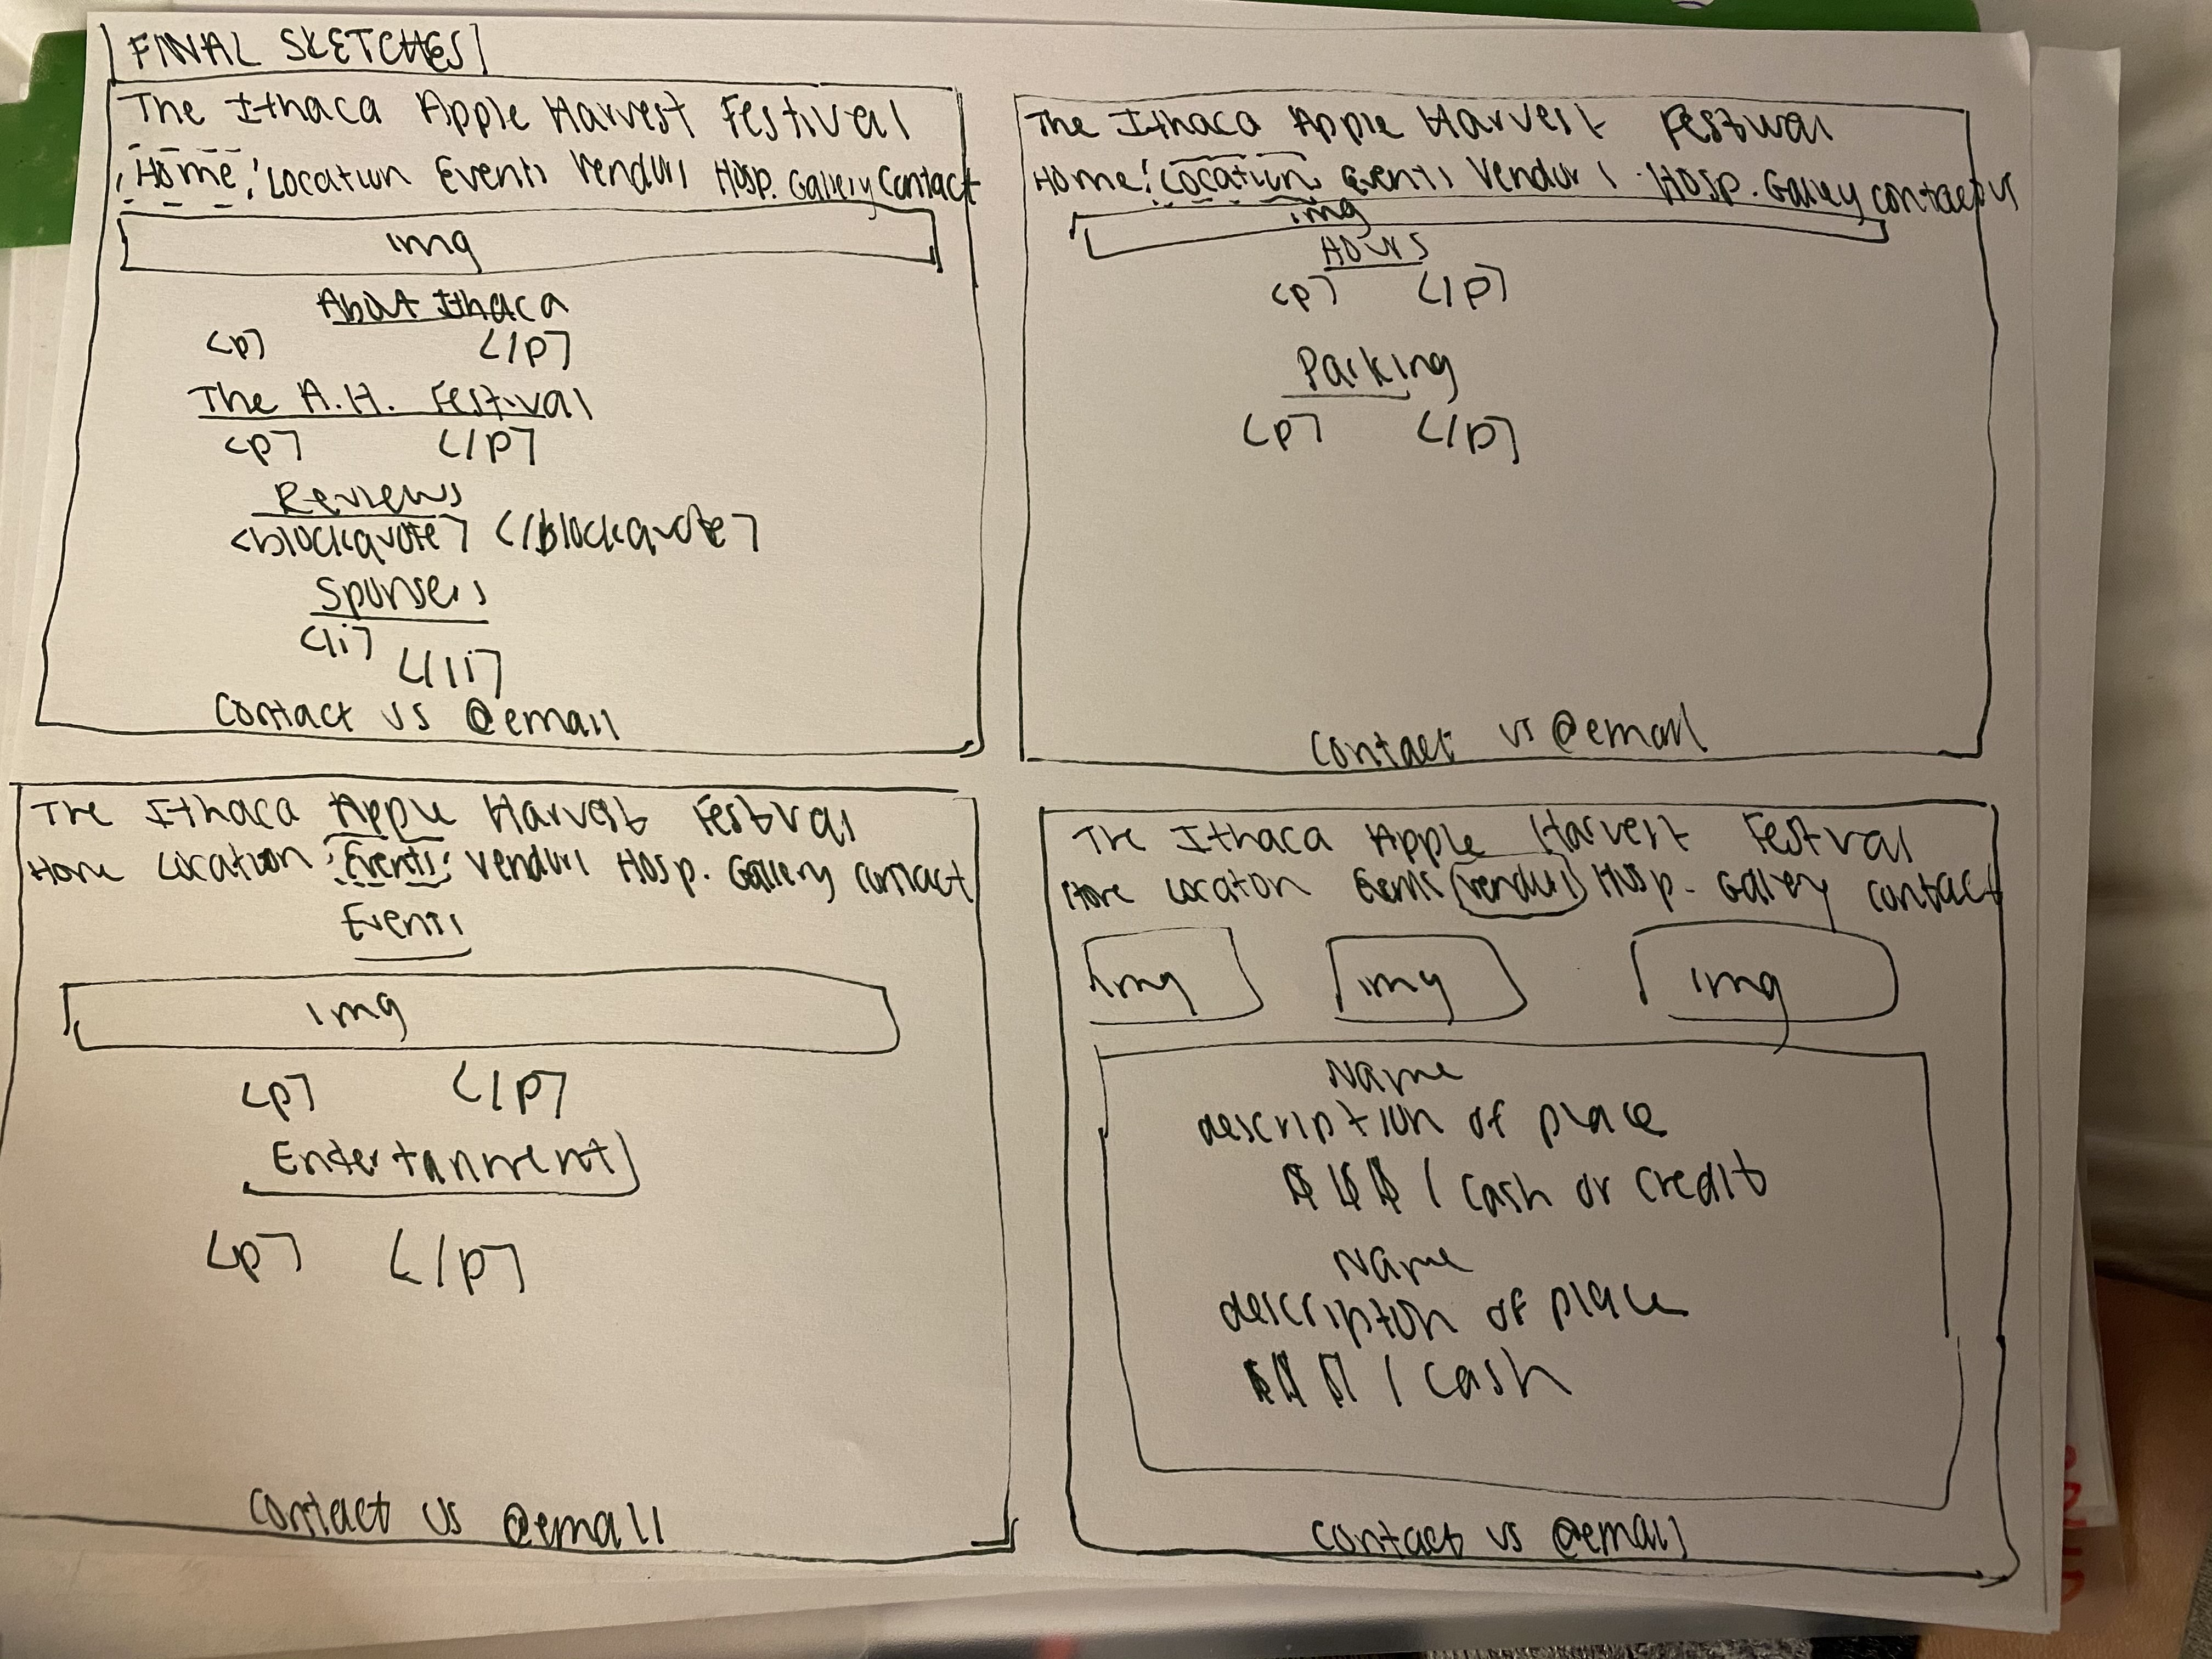 FINAL SKETCHES
The Ithaca Apple Harvest Festival
Home Location Events Vendors Hosp. Gallery Contact
img
About Ithaca
<p> </p>
The A.H. Festival
<p> </p>
Reviews
<blockquote> </blockquote>
Sponsers
<li>
</li>
Contact us @email
The Ithaca Apple Harvest Festival
Home Location Events Vendors Hosp. Gallery contact us
img
Hours
<p> </p>
Parking
<p> </p>
Contact us @email
The Ithaca Apple Harvest Festival
Home Location Events Vendors Hosp. Gallery contact
Events
img
<p> </p>
Entertainment
<p> </p>
Contact us @email
The Ithaca Apple Harvest Festival
Home Location Events Vendors Hosp. Gallery contact
img img img
Name
description of place
$$$ / cash or credit
Name
description of place
$$$ / cash
contact us @email